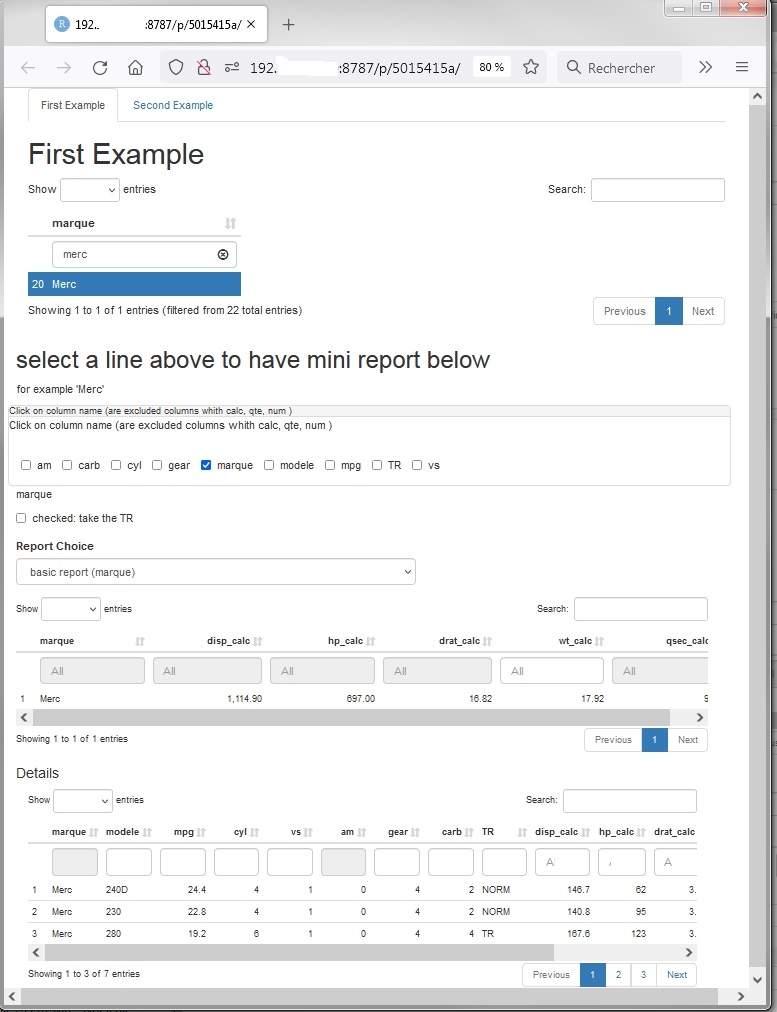 192.. :8787/p/5015415a/
192. :8787/p/5015415a/ 80 % Rechercher
First Example Second Example
First Example
Show entries Search:
marque
merc
20 Merc
Showing 1 to 1 of 1 entries (filtered from 22 total entries) Previous 1 Next
select a line above to have mini report below
for example 'Merc'
Click on column name (are excluded columns whith calc, qte, num )
Click on column name (are excluded columns whith calc, qte, num )
am carb cyl gear marque modele mpg TR vs
marque
checked: take the TR
Report Choice
basic report (marque)
Show entries Search:
marque disp_calc hp_calc drat_calc wt_calc qsec_calc
All All All All All All
1 Merc 1,114.90 697.00 16.82 17.92 9
Showing 1 to 1 of 1 entries Previous 1 Next
Details
Show entries Search:
marque modele mpg cyl vs am gear carb TR disp_calc hp_calc drat_calc
A A
1 Merc 240D 24.4 4 1 0 4 2 NORM 146.7 62 3.
2 Merc 230 22.8 4 1 0 4 2 NORM 140.8 95 3.
3 Merc 280 19.2 6 1 0 4 4 TR 167.6 123 3.
Showing 1 to 3 of 7 entries Previous 1 2 3 Next